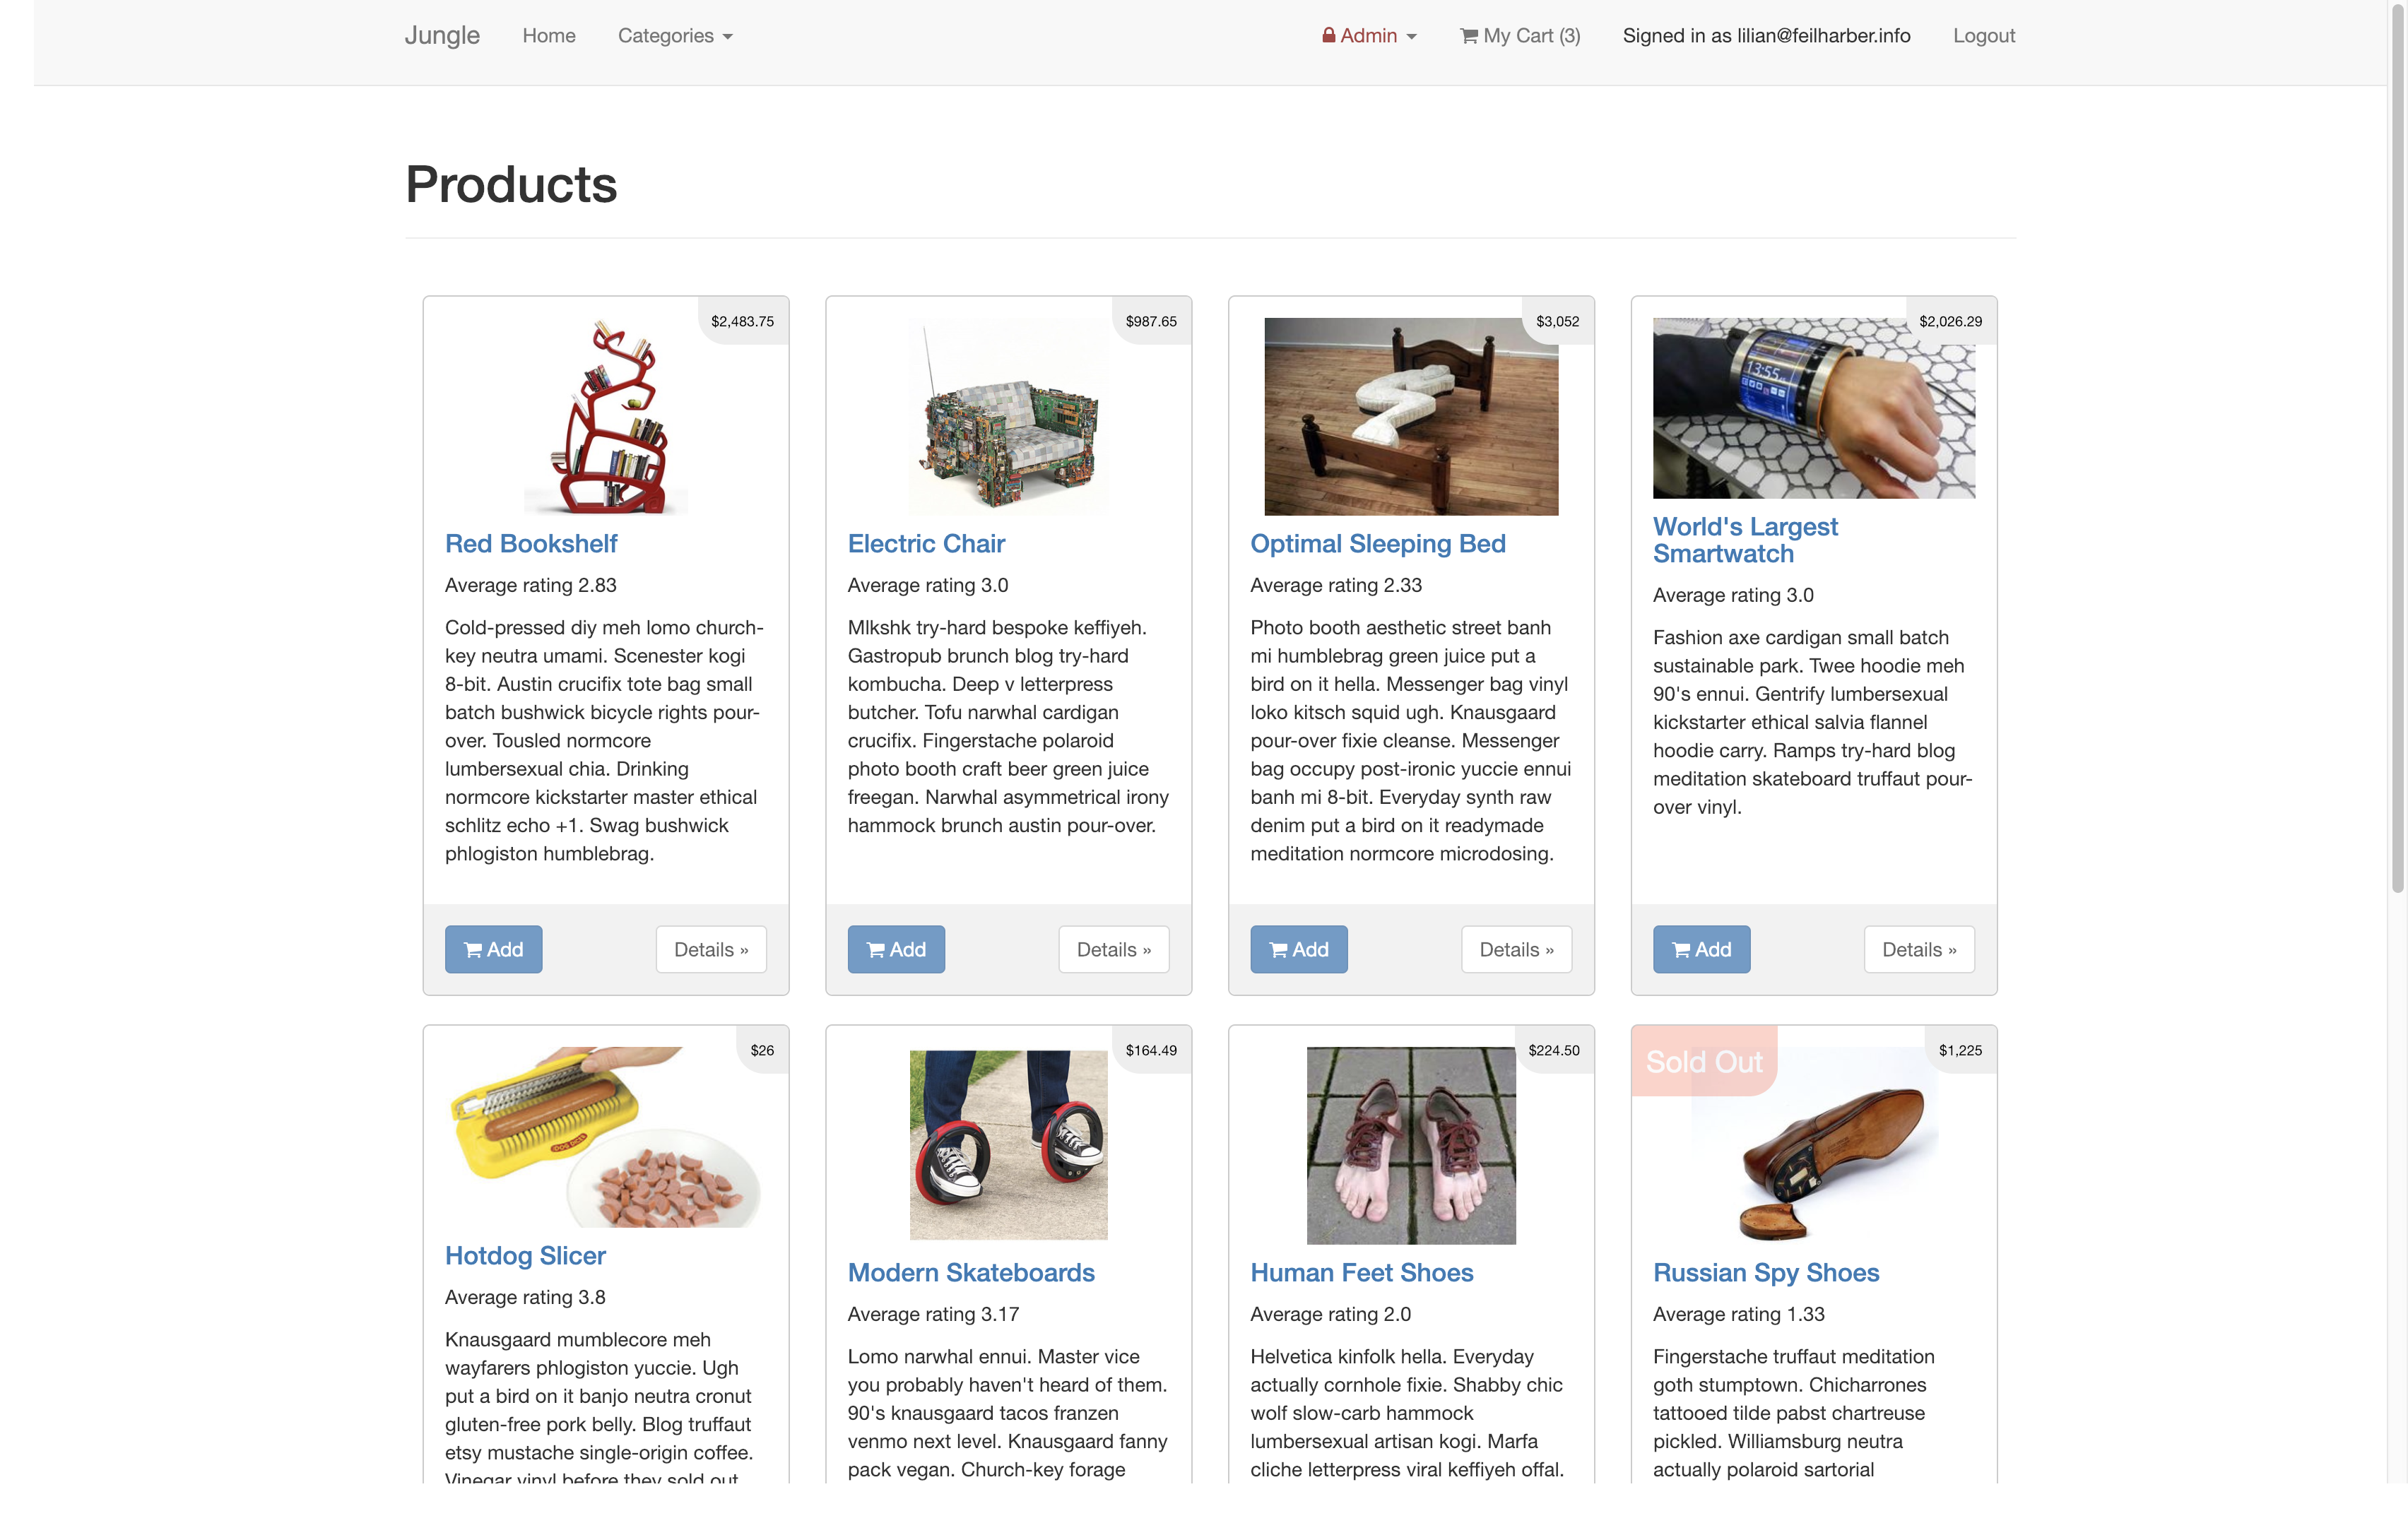 Jungle Home Categories Admin My Cart (3) Signed in as lilian@feilharber.info Logout
Products
$2,483.75
Red Bookshelf
Average rating 2.83
Cold-pressed diy meh lomo church-
key neutra umami. Scenester kogi
8-bit. Austin crucifix tote bag small
batch bushwick bicycle rights pour-
over. Tousled normcore
lumbersexual chia. Drinking
normcore kickstarter master ethical
schlitz echo +1. Swag bushwick
phlogiston humblebrag.
Add Details »
$987.65
Electric Chair
Average rating 3.0
Mlkshk try-hard bespoke keffiyeh.
Gastropub brunch blog try-hard
kombucha. Deep v letterpress
butcher. Tofu narwhal cardigan
crucifix. Fingerstache polaroid
photo booth craft beer green juice
freegan. Narwhal asymmetrical irony
hammock brunch austin pour-over.
Add Details »
$3,052
Optimal Sleeping Bed
Average rating 2.33
Photo booth aesthetic street banh
mi humblebrag green juice put a
bird on it hella. Messenger bag vinyl
loko kitsch squid ugh. Knausgaard
pour-over fixie cleanse. Messenger
bag occupy post-ironic yuccie ennui
banh mi 8-bit. Everyday synth raw
denim put a bird on it readymade
meditation normcore microdosing.
Add Details »
$2,026.29
13:55
World's Largest
Smartwatch
Average rating 3.0
Fashion axe cardigan small batch
sustainable park. Twee hoodie meh
90's ennui. Gentrify lumbersexual
kickstarter ethical salvia flannel
hoodie carry. Ramps try-hard blog
meditation skateboard truffaut pour-
over vinyl.
Add Details »
$26
Hotdog Slicer
Average rating 3.8
Knausgaard mumblecore meh
wayfarers phlogiston yuccie. Ugh
put a bird on it banjo neutra cronut
gluten-free pork belly. Blog truffaut
etsy mustache single-origin coffee.
Vinegar vinyl before they sold out
$164.49
Modern Skateboards
Average rating 3.17
Lomo narwhal ennui. Master vice
you probably haven't heard of them.
90's knausgaard tacos franzen
venmo next level. Knausgaard fanny
pack vegan. Church-key forage
$224.50
Human Feet Shoes
Average rating 2.0
Helvetica kinfolk hella. Everyday
actually cornhole fixie. Shabby chic
wolf slow-carb hammock
lumbersexual artisan kogi. Marfa
cliche letterpress viral keffiyeh offal.
Sold Out
$1,225
Russian Spy Shoes
Average rating 1.33
Fingerstache truffaut meditation
goth stumptown. Chicharrones
tattooed tilde pabst chartreuse
pickled. Williamsburg neutra
actually polaroid sartorial